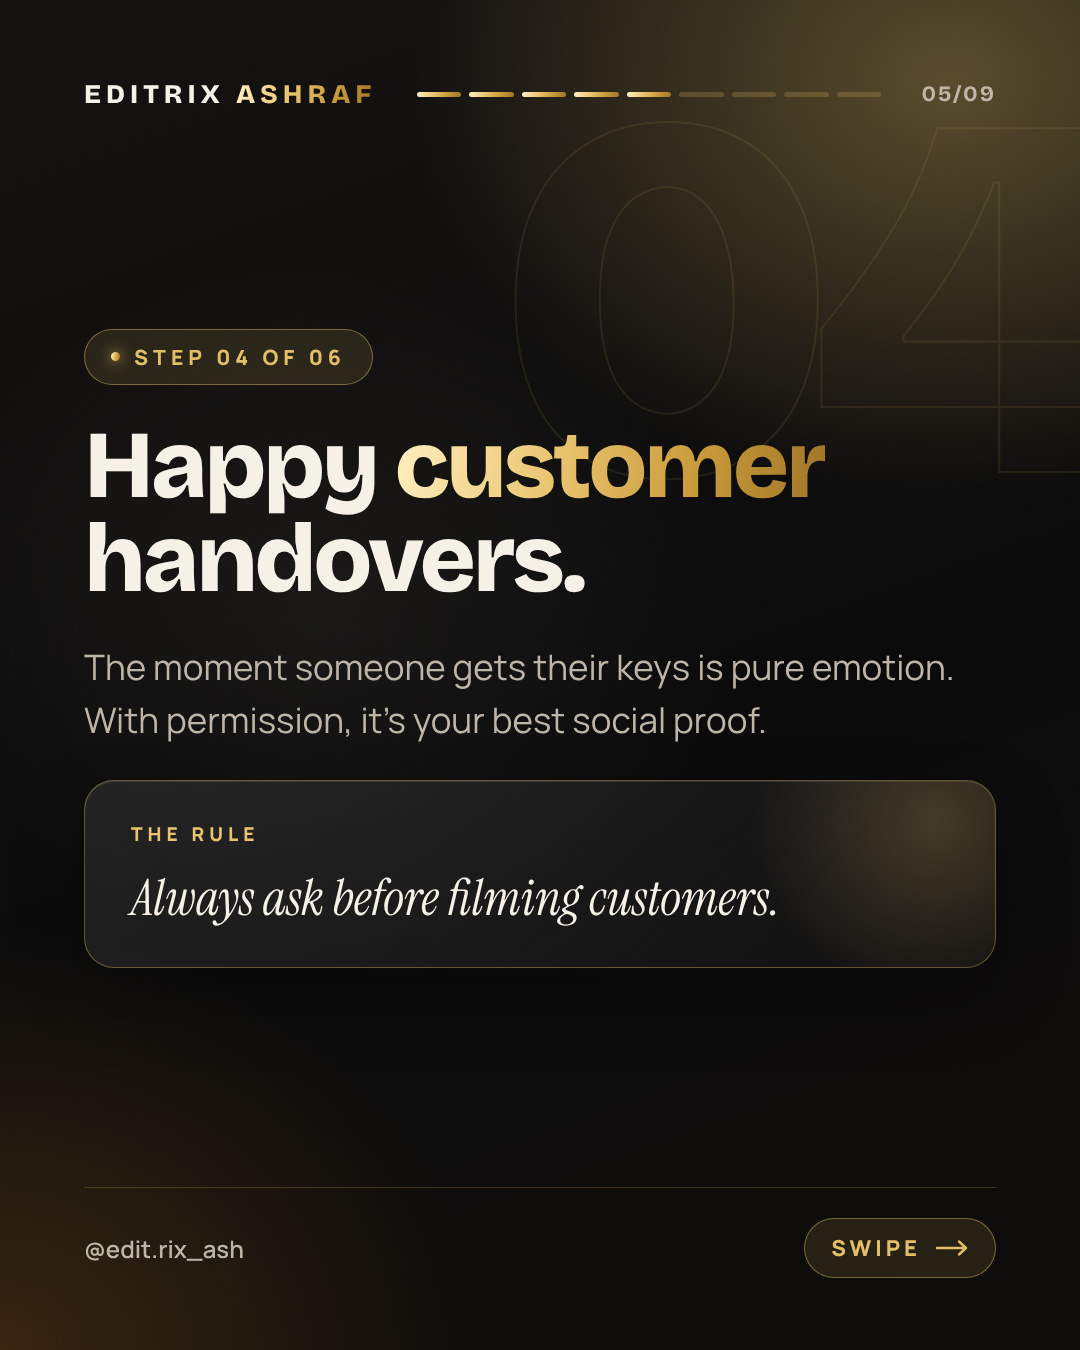 EDITRIX ASHRAF
05/09
04
STEP 04 OF 06
Happy customer
handovers.
The moment someone gets their keys is pure emotion.
With permission, it's your best social proof.
THE RULE
Always ask before filming customers.
@edit.rix_ash
SWIPE →